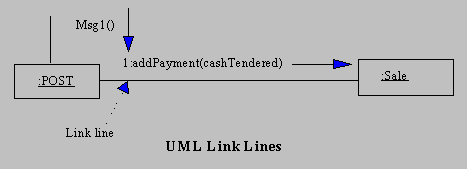 Msg1()
1:addPayment(cashTendered)
:POST
:Sale
Link line
UML Link Lines